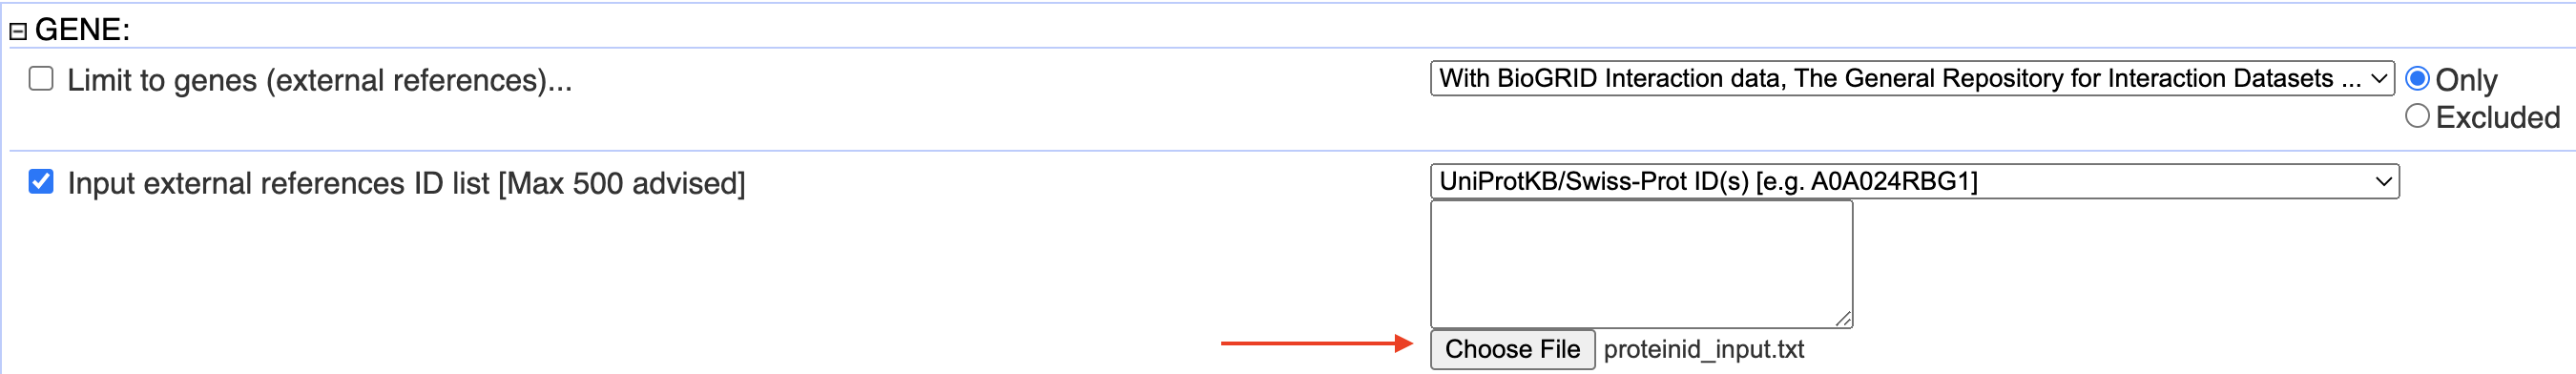 GENE:
Limit to genes (external references)...
With BioGRID Interaction data, The General Repository for Interaction Datasets ...
Only
Excluded
Input external references ID list [Max 500 advised]
UniProtKB/Swiss-Prot ID(s) [e.g. A0A024RBG1]
Choose File proteinid_input.txt